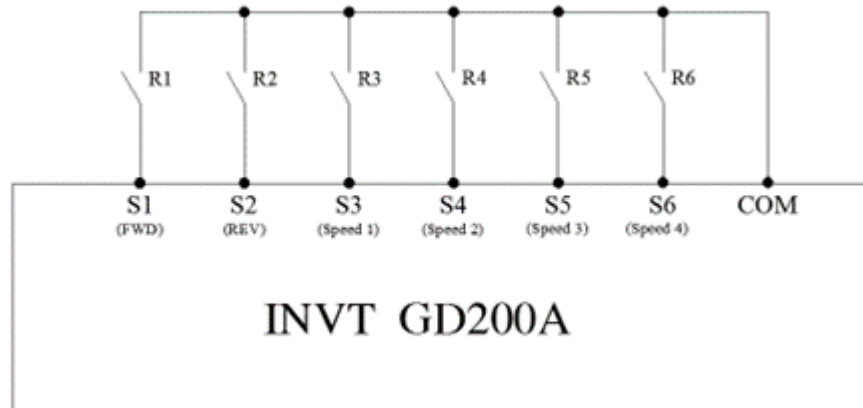 R1 R2 R3 R4 R5 R6
S1 S2 S3 S4 S5 S6 COM
(FWD) (REV) (Speed 1) (Speed 2) (Speed 3) (Speed 4)
INVT GD200A